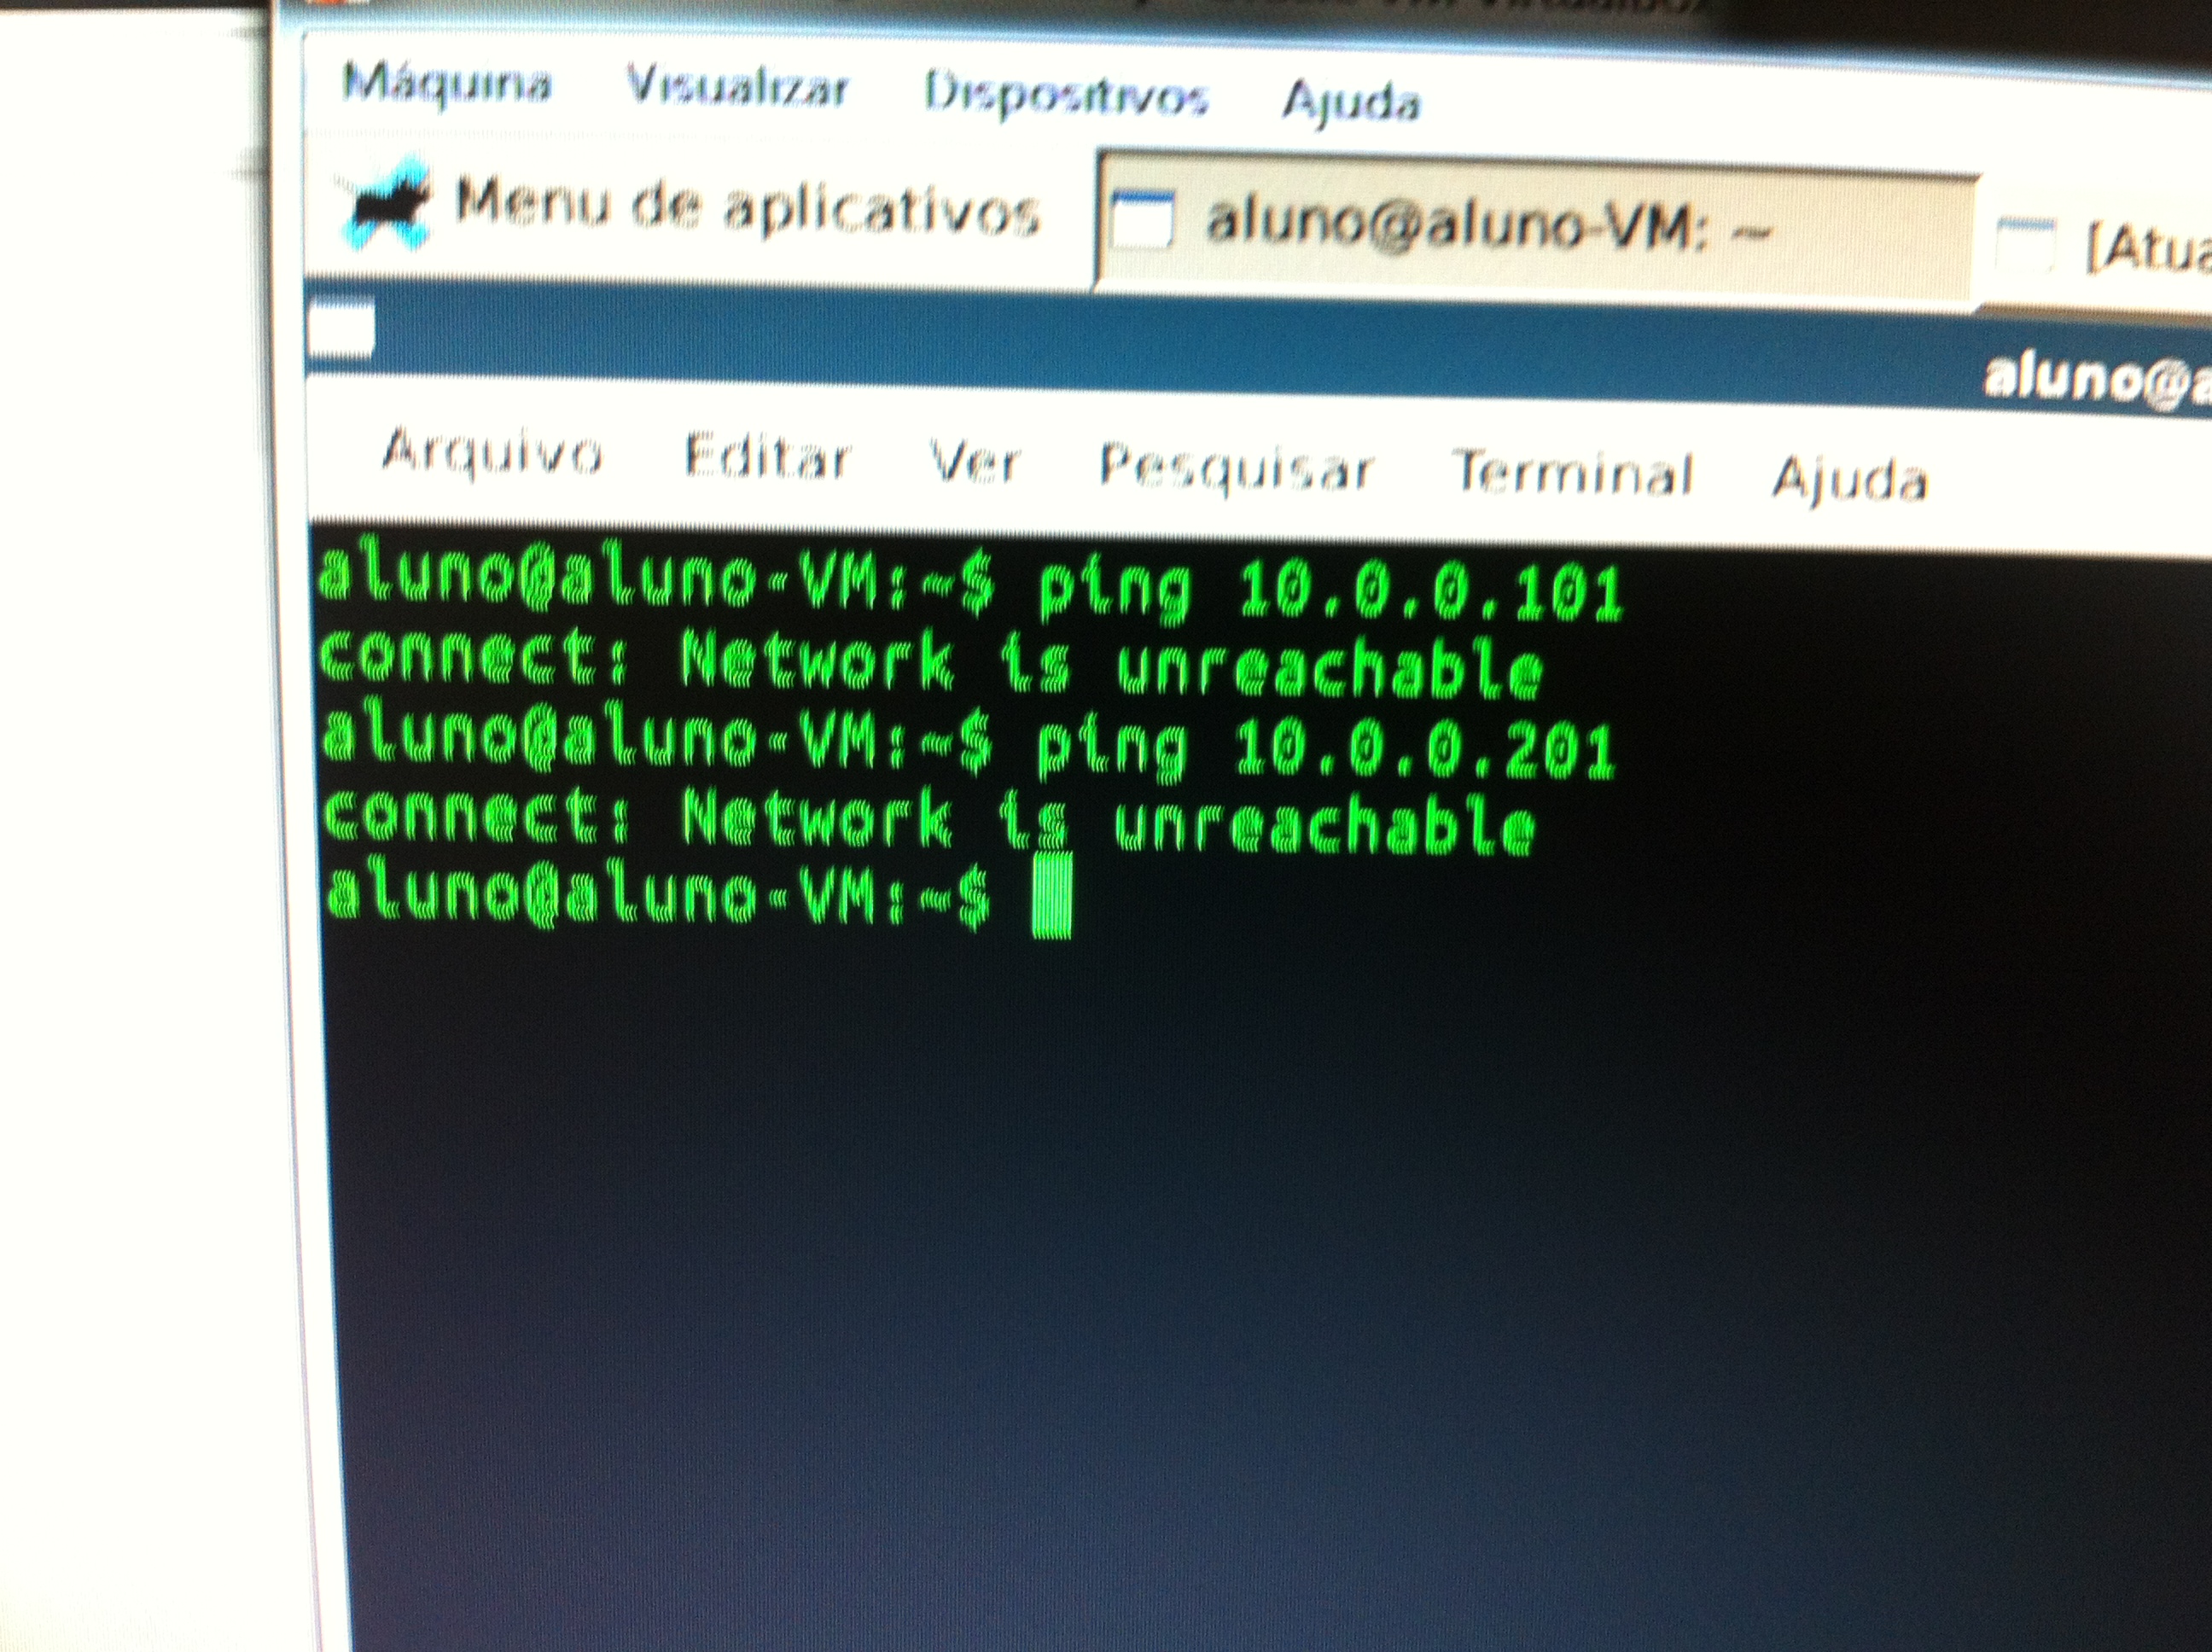 Máquina Visualizar Dispositivos Ajuda
Menu de aplicativos aluno@aluno-VM: ~ [Atua
aluno@a
Arquivo Editar Ver Pesquisar Terminal Ajuda
aluno@aluno-VM:~$ ping 10.0.0.101
connect: Network is unreachable
aluno@aluno-VM:~$ ping 10.0.0.201
connect: Network is unreachable
aluno@aluno-VM:~$